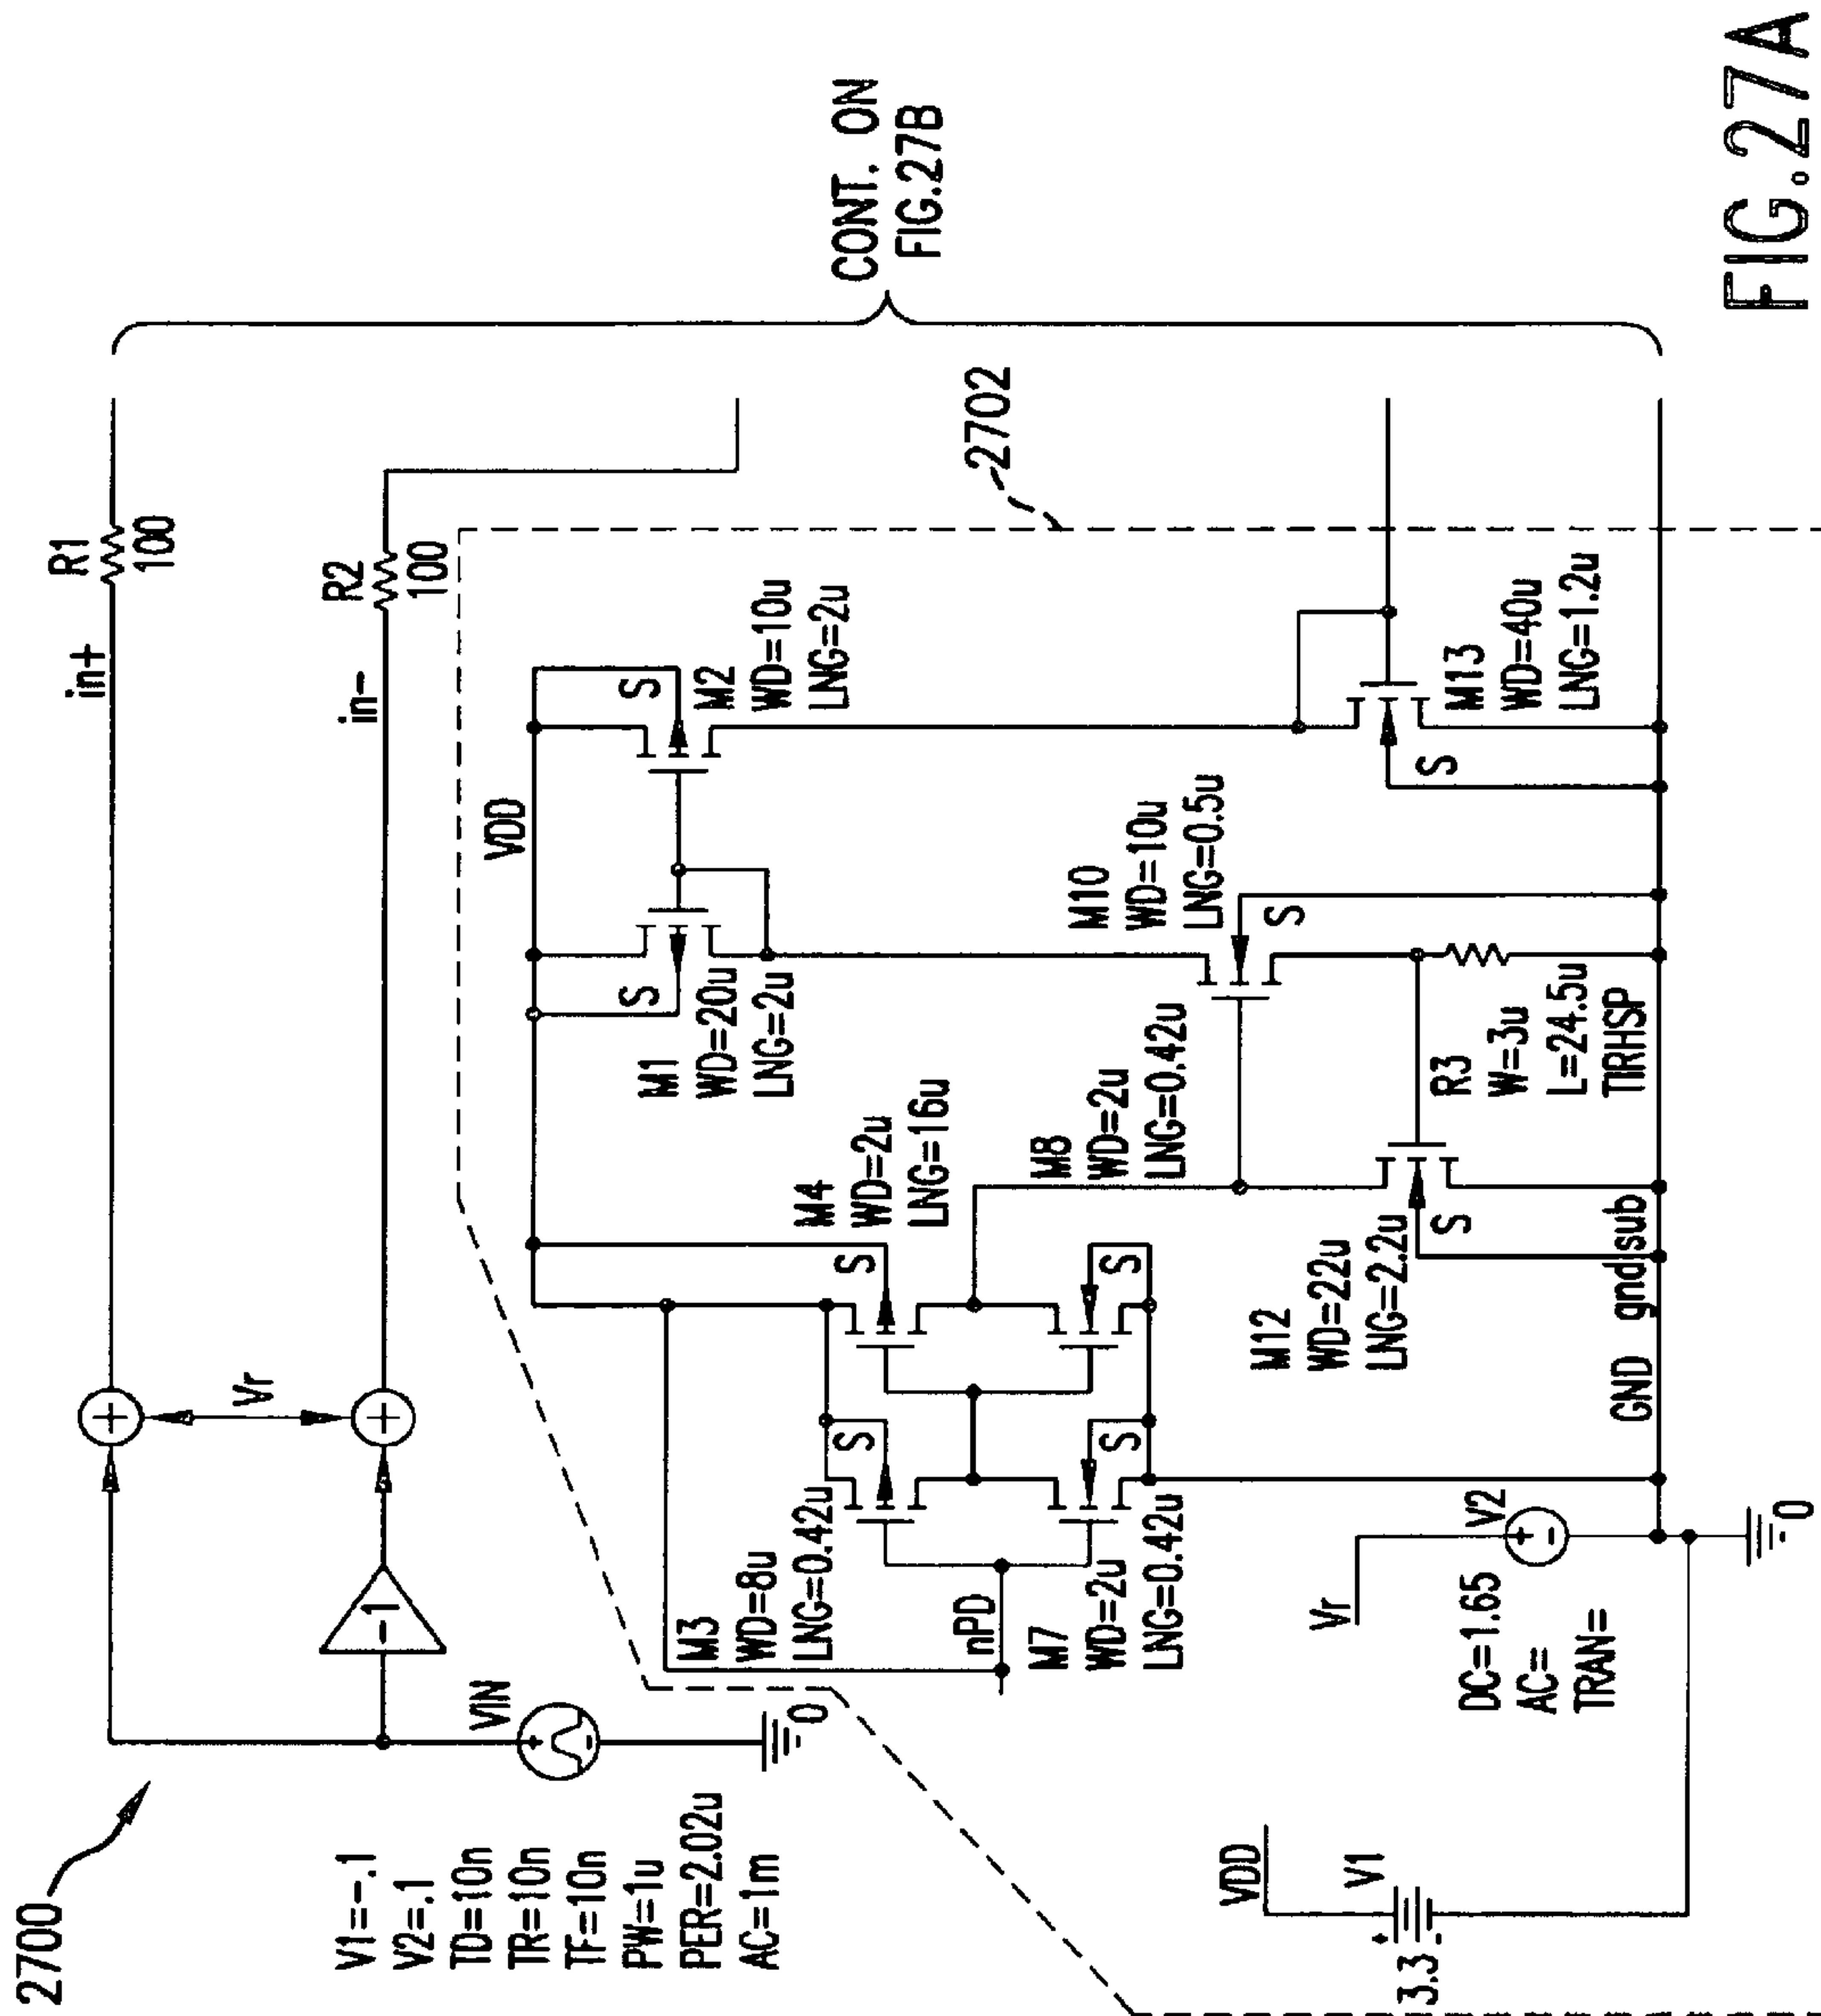 2700
V1=-.1
V2=.1
TD=10n
TR=10n
TF=10n
PW=1u
PER=2.02u
AC=1m
VIN
+
-
0
-1
+
Vr
+
in+
R1
100
in-
R2
100
CONT. ON
FIG.27B
2702
VDD
M3
WD=8u
LNG=0.42u
S
M4
WD=2u
LNG=16u
S
M1
WD=20u
LNG=2u
S
M2
WD=10u
LNG=2u
S
nPD
M7
WD=2u
LNG=0.42u
S
M8
WD=2u
LNG=0.42u
S
M10
WD=10u
LNG=0.5u
S
M12
WD=22u
LNG=2.2u
S
R3
W=3u
L=24.5u
TIRHSP
M13
WD=40u
LNG=1.2u
S
GND
gndsub
VDD
V1
+
3.3
-
Vr
V2
+
-
DC=1.65
AC=
TRAN=
0
FIG.27A